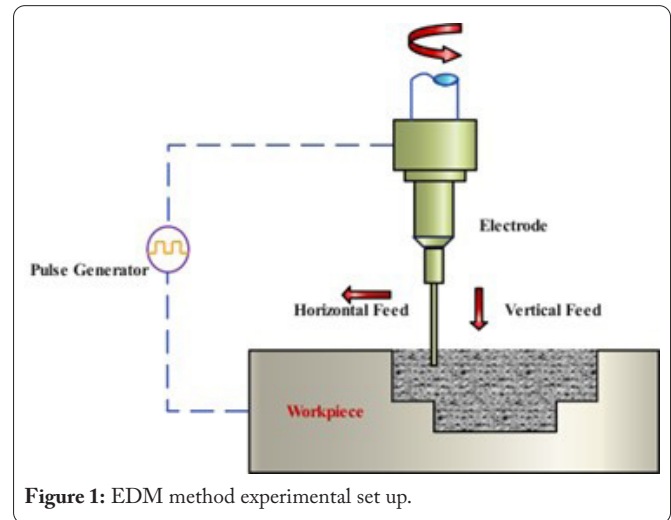 Electrode
Pulse Generator
Horizontal Feed
Vertical Feed
Workpiece
Figure 1: EDM method experimental set up.